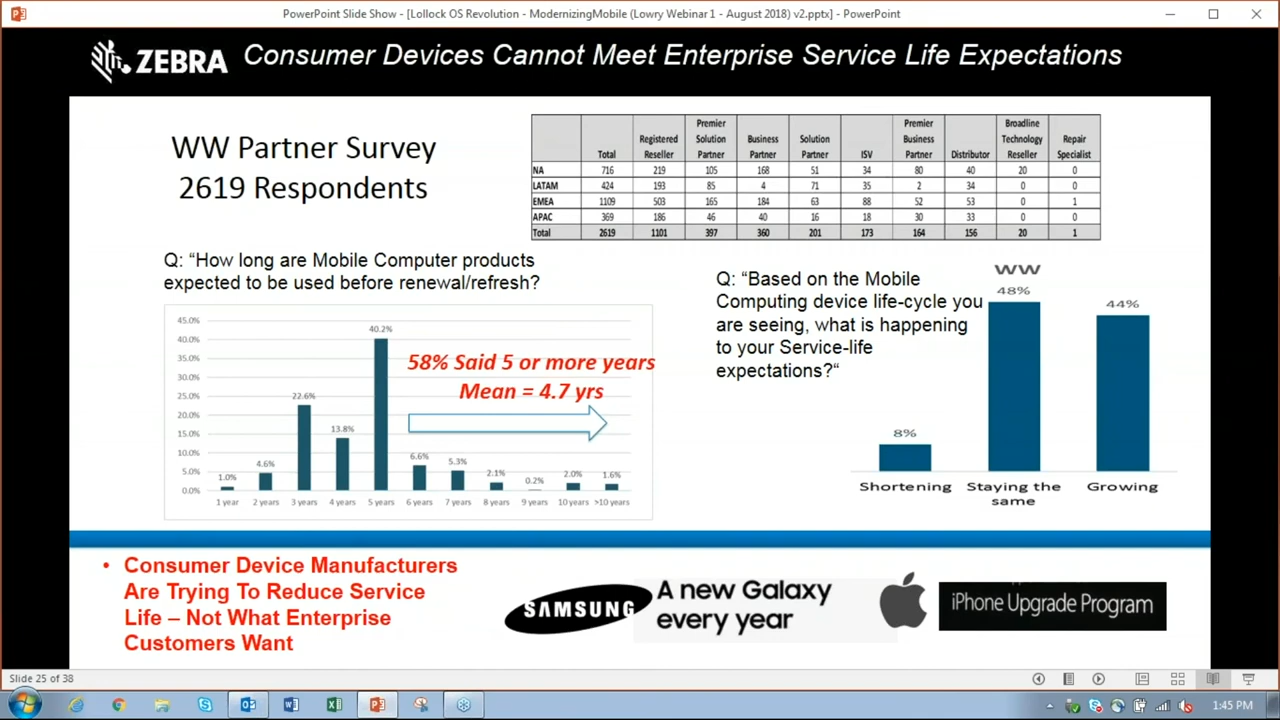 PowerPoint Slide Show - [Lollock OS Revolution - ModernizingMobile (Lowry Webinar 1 - August 2018) v2.pptx] - PowerPoint
ZEBRA Consumer Devices Cannot Meet Enterprise Service Life Expectations
WW Partner Survey
2619 Respondents
Total Registered Reseller Premier Solution Partner Business Partner Solution Partner ISV Premier Business Partner Distributor Broadline Technology Reseller Repair Specialist
NA 716 219 105 168 51 34 80 40 20 0
LATAM 424 193 85 4 71 35 2 34 0 0
EMEA 1109 503 165 184 63 88 52 53 0 1
APAC 369 186 46 40 16 18 30 33 0 0
Total 2619 1101 397 360 201 173 164 156 20 1
Q: “How long are Mobile Computer products
expected to be used before renewal/refresh?
45.0%
40.0%
35.0%
30.0%
25.0%
20.0%
15.0%
10.0%
5.0%
0.0%
1.0% 4.6% 22.6% 13.8% 40.2% 6.6% 5.3% 2.1% 0.2% 2.0% 1.6%
1 year 2 years 3 years 4 years 5 years 6 years 7 years 8 years 9 years 10 years >10 years
58% Said 5 or more years
Mean = 4.7 yrs
Q: “Based on the Mobile
Computing device life-cycle you
are seeing, what is happening
to your Service-life
expectations?“
WW
8% 48% 44%
Shortening Staying the same Growing
• Consumer Device Manufacturers
Are Trying To Reduce Service
Life – Not What Enterprise
Customers Want
SAMSUNG
A new Galaxy
every year
iPhone Upgrade Program
Slide 25 of 38
1:45 PM